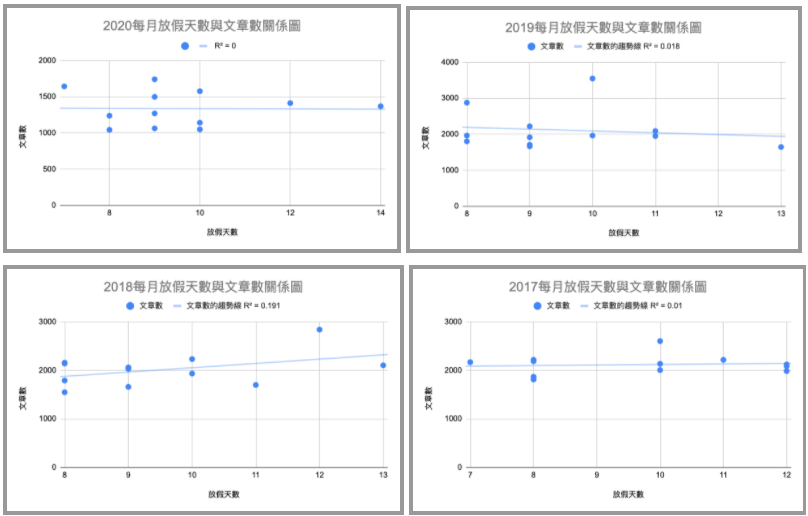 2020每月放假天數與文章數關係圖
R² = 0
2000
1500
1000
500
0
文章數
8
10
12
14
放假天數
2019每月放假天數與文章數關係圖
文章數 文章數的趨勢線 R² = 0.018
4000
3000
2000
1000
0
文章數
8
9
10
11
12
13
放假天數
2018每月放假天數與文章數關係圖
文章數 文章數的趨勢線 R² = 0.191
3000
2000
1000
0
文章數
8
9
10
11
12
13
放假天數
2017每月放假天數與文章數關係圖
文章數 文章數的趨勢線 R² = 0.01
3000
2000
1000
0
文章數
7
8
9
10
11
12
放假天數